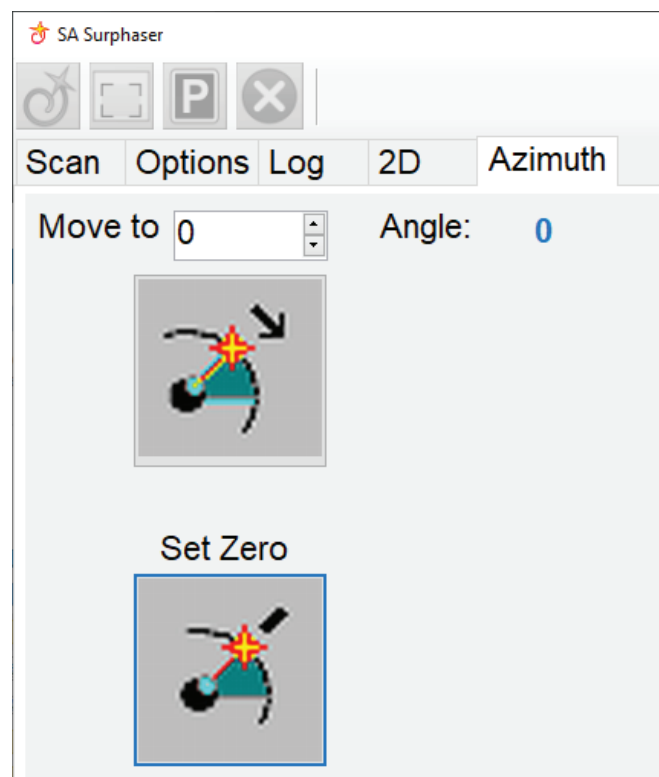 SA Surphaser
P
Scan Options Log 2D Azimuth
Move to 0 Angle: 0
Set Zero